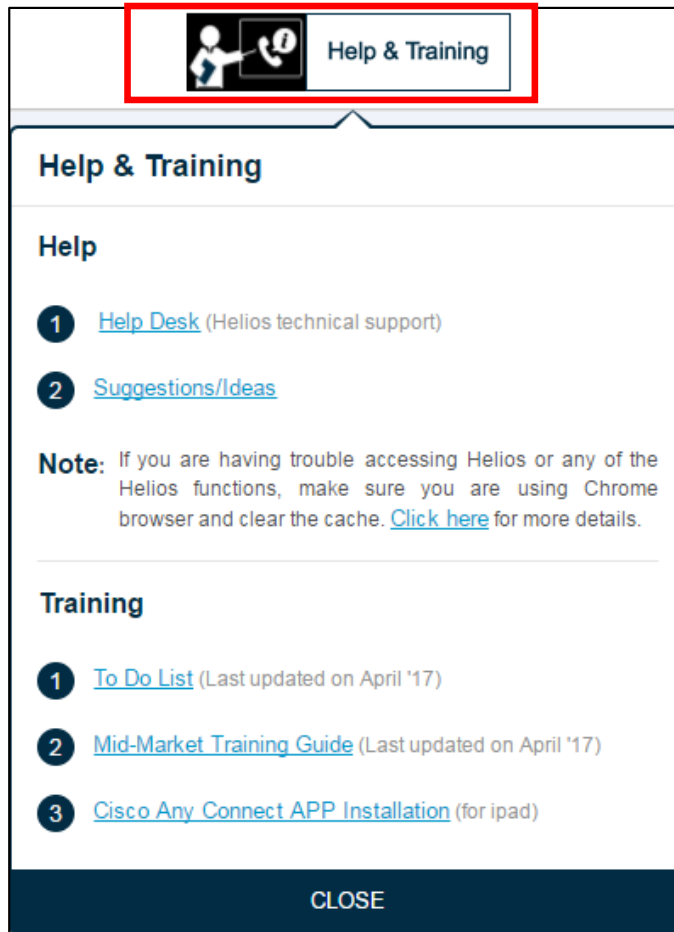 i
Help & Training
Help & Training
Help
1 Help Desk (Helios technical support)
2 Suggestions/Ideas
Note: If you are having trouble accessing Helios or any of the
Helios functions, make sure you are using Chrome
browser and clear the cache. Click here for more details.
Training
1 To Do List (Last updated on April '17)
2 Mid-Market Training Guide (Last updated on April '17)
3 Cisco Any Connect APP Installation (for ipad)
CLOSE